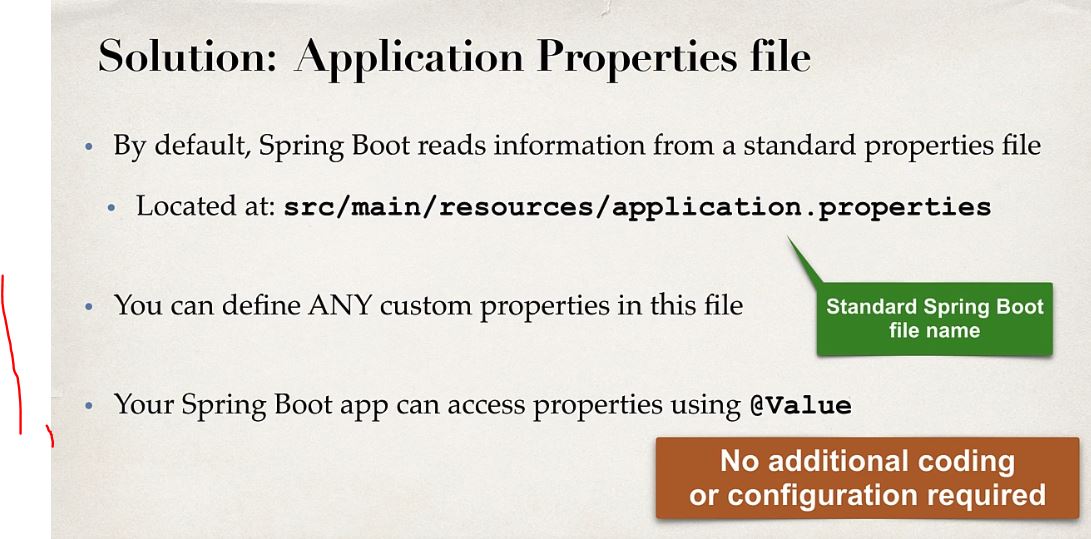 Solution: Application Properties file
• By default, Spring Boot reads information from a standard properties file
• Located at: src/main/resources/application.properties
• You can define ANY custom properties in this file
Standard Spring Boot
file name
• Your Spring Boot app can access properties using @Value
No additional coding
or configuration required